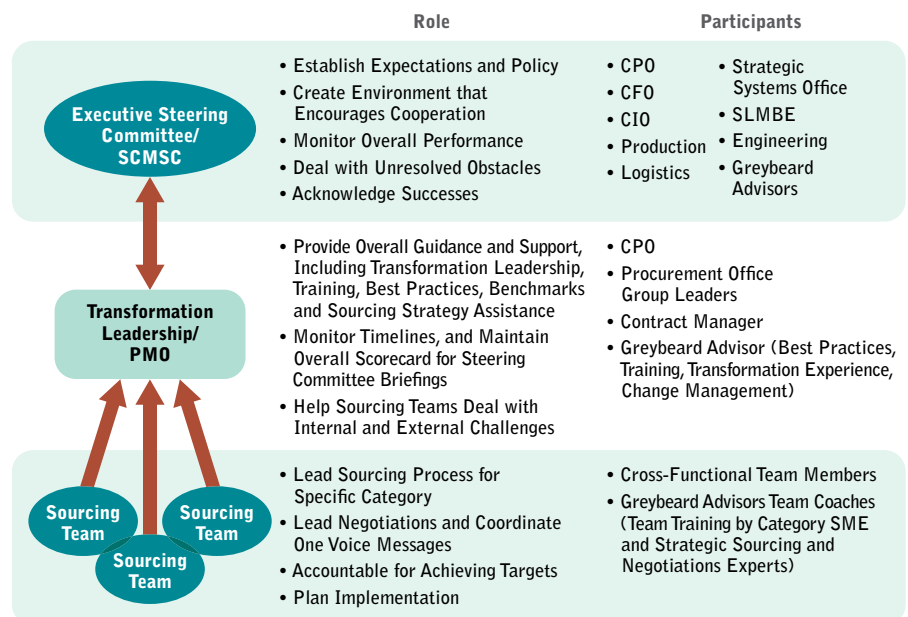 Role
Participants
Executive Steering
Committee/
SCMSC
• Establish Expectations and Policy
• Create Environment that
Encourages Cooperation
• Monitor Overall Performance
• Deal with Unresolved Obstacles
• Acknowledge Successes
• CPO
• CFO
• CIO
• Production
• Logistics
• Strategic
Systems Office
• SLMBE
• Engineering
• Greybeard
Advisors
Transformation
Leadership/
PMO
• Provide Overall Guidance and Support,
Including Transformation Leadership,
Training, Best Practices, Benchmarks
and Sourcing Strategy Assistance
• Monitor Timelines, and Maintain
Overall Scorecard for Steering
Committee Briefings
• Help Sourcing Teams Deal with
Internal and External Challenges
• CPO
• Procurement Office
Group Leaders
• Contract Manager
• Greybeard Advisor (Best Practices,
Training, Transformation Experience,
Change Management)
Sourcing
Team
Sourcing
Team
Sourcing
Team
• Lead Sourcing Process for
Specific Category
• Lead Negotiations and Coordinate
One Voice Messages
• Accountable for Achieving Targets
• Plan Implementation
• Cross-Functional Team Members
• Greybeard Advisors Team Coaches
(Team Training by Category SME
and Strategic Sourcing and
Negotiations Experts)